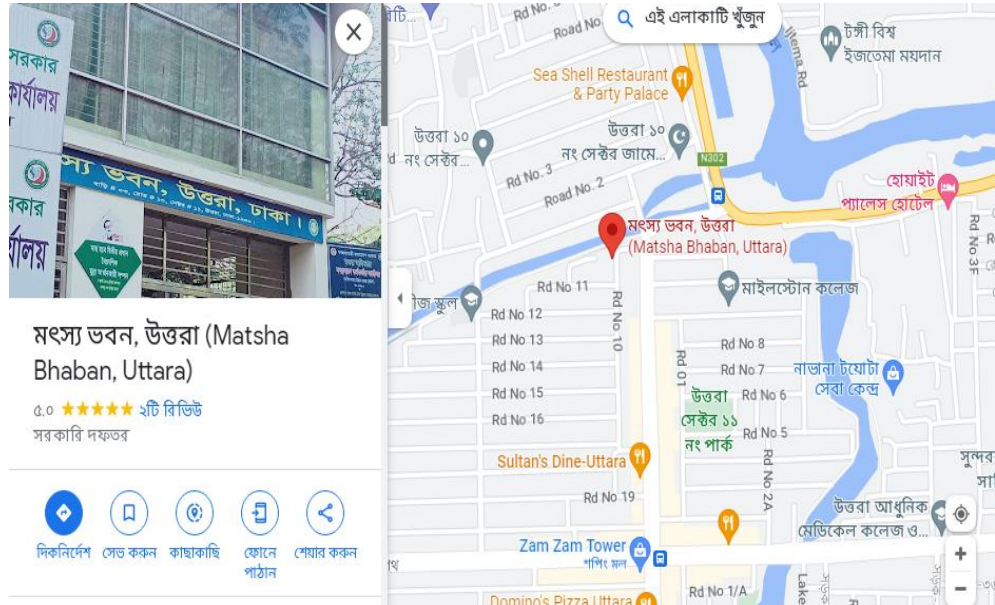 সরকার
কার্যালয়
স্য ভবন, উত্তরা, ঢাকা।
মৎস্য ভবন, উত্তরা (Matsha
Bhaban, Uttara)
৫.০ ★★★★★ ২টি রিভিউ
সরকারি দফতর
দিকনির্দেশ
সেভ করুন
কাছাকাছি
ফোনে
পাঠান
শেয়ার করুন
এই এলাকাটি খুঁজুন
Rd No.
Road No.
Ijtema Rd
টঙ্গী বিশ্ব
ইজতেমা ময়দান
Sea Shell Restaurant
& Party Palace
উত্তরা ১০
নং সেক্টর...
উত্তরা ১০
নং সেক্টর জামে...
N302
Rd No. 3
Road No. 2
হোয়াইট
প্যালেস হোটেল
Rd No 3F
মৎস্য ভবন, উত্তরা
(Matsha Bhaban, Uttara)
মাইলস্টোন কলেজ
Rd No 11
Rd No 10
জ স্কুল
Rd No 12
Rd No 13
Rd No 14
Rd No 15
Rd No 16
Rd 01
Rd No 8
Rd No 7
Rd No 6
Rd No 5
Rd No 2A
নাভানা টয়োটা
সেবা কেন্দ্র
উত্তরা
সেক্টর ১১
নং পার্ক
Sultan's Dine-Uttara
Rd No 19
সুন্দর
উত্তরা আধুনিক
মেডিকেল কলেজ ও...
Zam Zam Tower
শপিং মল
Rd No 1/A
Lake
Domino's Pizza Uttara